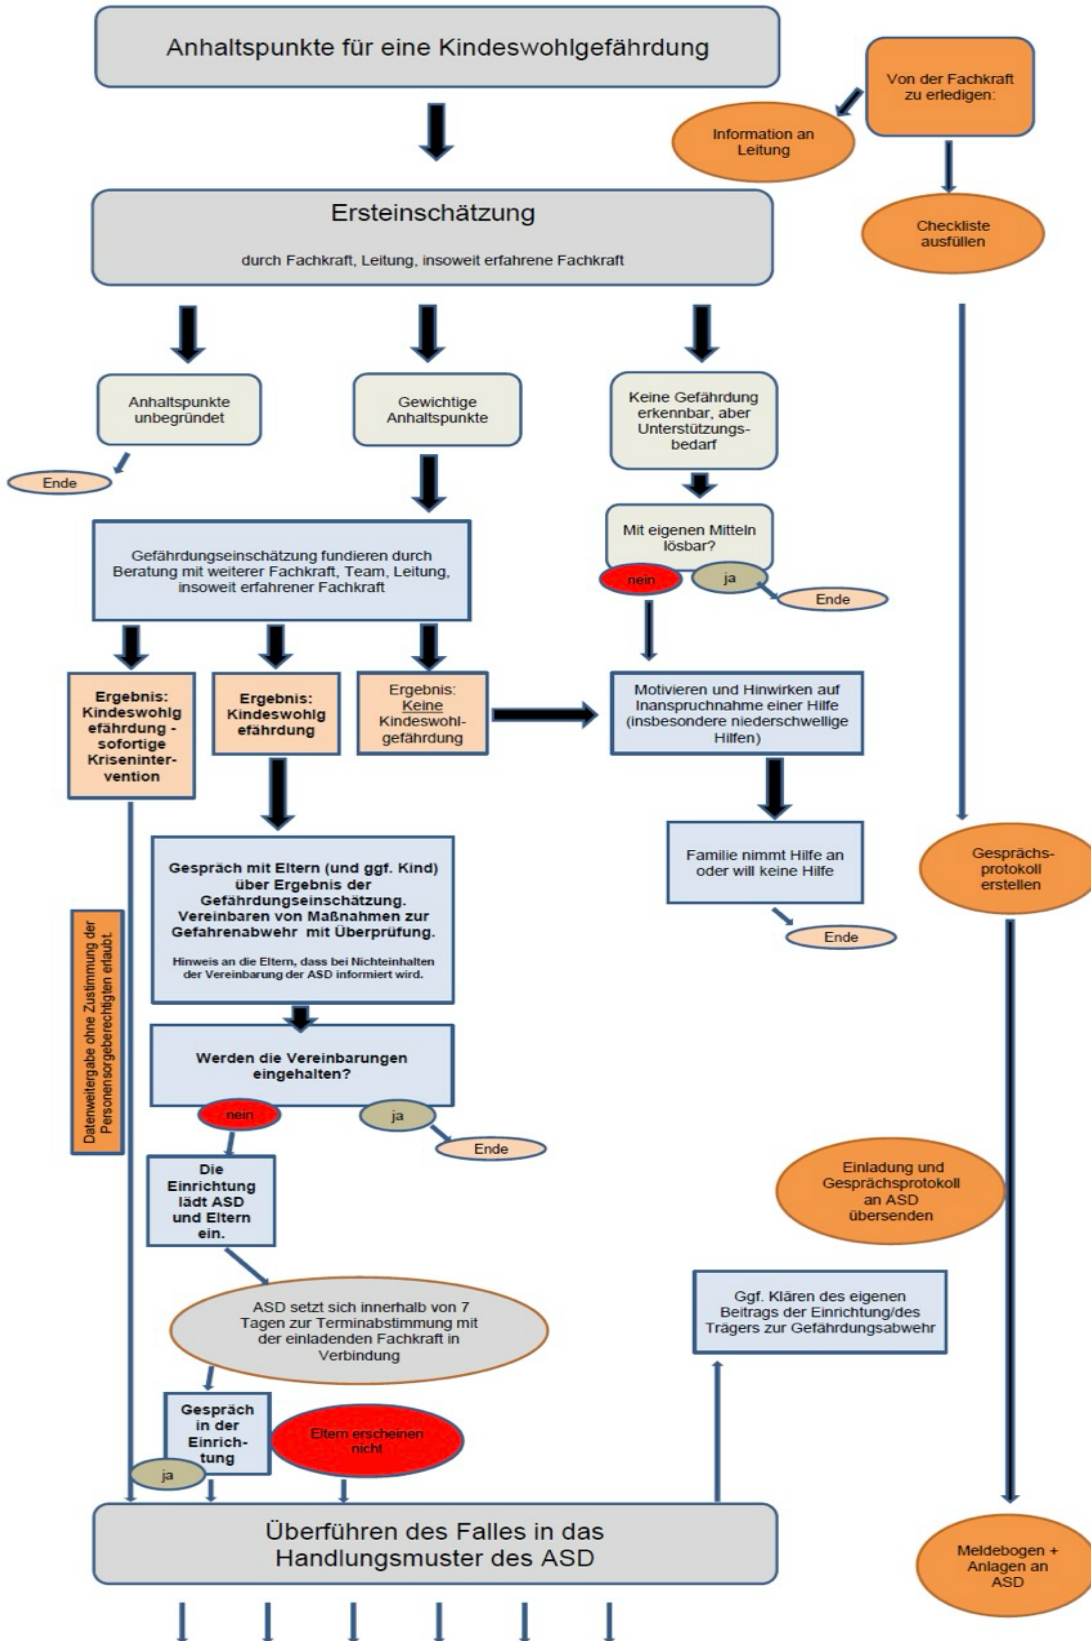 Anhaltspunkte für eine Kindeswohlgefährdung
Von der Fachkraft
zu erledigen:
Information an
Leitung
Checkliste
ausfüllen
Ersteinschätzung
durch Fachkraft, Leitung, insoweit erfahrene Fachkraft
Anhaltspunkte
unbegründet
Ende
Gewichtige
Anhaltspunkte
Keine Gefährdung
erkennbar, aber
Unterstützungs-
bedarf
Mit eigenen Mitteln
lösbar?
nein
ja
Ende
Gefährdungseinschätzung fundieren durch
Beratung mit weiterer Fachkraft, Team, Leitung,
insoweit erfahrener Fachkraft
Ergebnis:
Kindeswohlg
efährdung -
sofortige
Kriseninter-
vention
Ergebnis:
Kindeswohlg
efährdung
Ergebnis:
Keine
Kindeswohl-
gefährdung
Motivieren und Hinwirken auf
Inanspruchnahme einer Hilfe
(insbesondere niederschwellige
Hilfen)
Familie nimmt Hilfe an
oder will keine Hilfe
Ende
Gesprächs-
protokoll
erstellen
Gespräch mit Eltern (und ggf. Kind)
über Ergebnis der
Gefährdungseinschätzung.
Vereinbaren von Maßnahmen zur
Gefahrenabwehr mit Überprüfung.
Hinweis an die Eltern, dass bei Nichteinhalten
der Vereinbarung der ASD informiert wird.
Datenweitergabe ohne Zustimmung der
Personensorgeberechtigten erlaubt.
Werden die Vereinbarungen
eingehalten?
nein
ja
Ende
Die
Einrichtung
lädt ASD
und Eltern
ein.
Einladung und
Gesprächsprotokoll
an ASD
übersenden
ASD setzt sich innerhalb von 7
Tagen zur Terminabstimmung mit
der einladenden Fachkraft in
Verbindung
Ggf. Klären des eigenen
Beitrags der Einrichtung/des
Trägers zur Gefährdungsabwehr
Gespräch
in der
Einrich-
tung
ja
Eltern erscheinen
nicht
Überführen des Falles in das
Handlungsmuster des ASD
Meldebogen +
Anlagen an
ASD